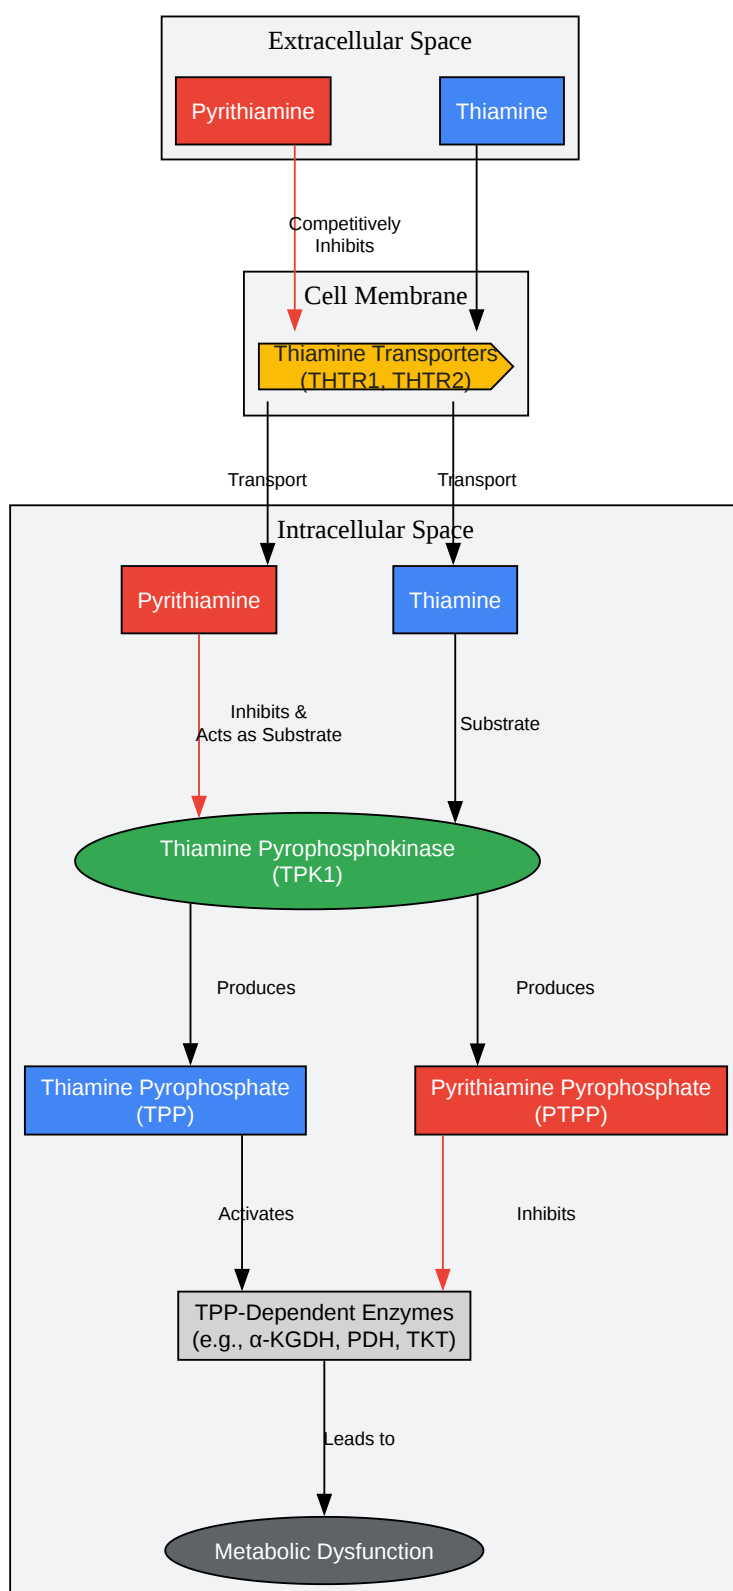 Extracellular Space
Pyrithiamine
Thiamine
Competitively
Inhibits
Cell Membrane
Thiamine Transporters
(THTR1, THTR2)
Transport
Transport
Intracellular Space
Pyrithiamine
Thiamine
Inhibits &
Acts as Substrate
Substrate
Thiamine Pyrophosphokinase
(TPK1)
Produces
Produces
Thiamine Pyrophosphate
(TPP)
Pyrithiamine Pyrophosphate
(PTPP)
Activates
Inhibits
TPP-Dependent Enzymes
(e.g., α-KGDH, PDH, TKT)
Leads to
Metabolic Dysfunction